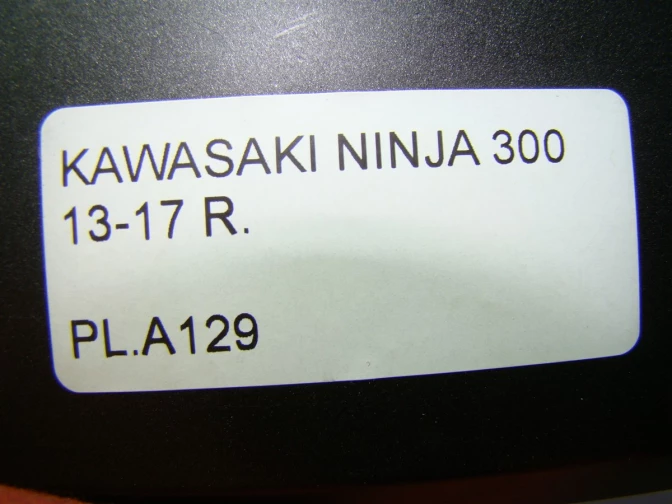 KAWASAKI NINJA 300
13-17 R.
PL.A129